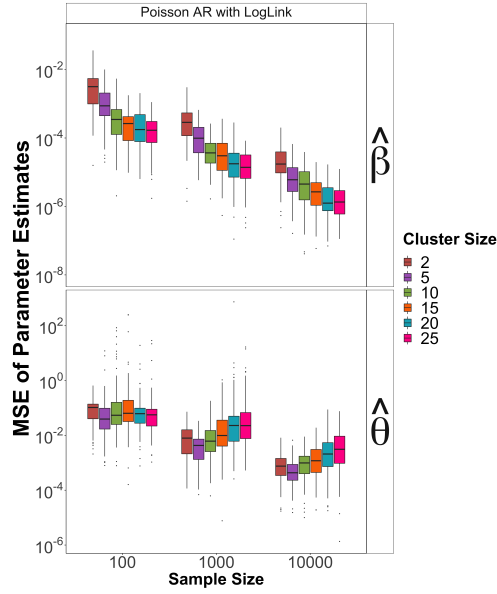 Poisson AR with LogLink
MSE of Parameter Estimates
10^-2
10^-4
10^-6
10^-8
β̂
10^2
10^0
10^-2
10^-4
10^-6
θ̂
100 1000 10000
Sample Size
Cluster Size
2
5
10
15
20
25